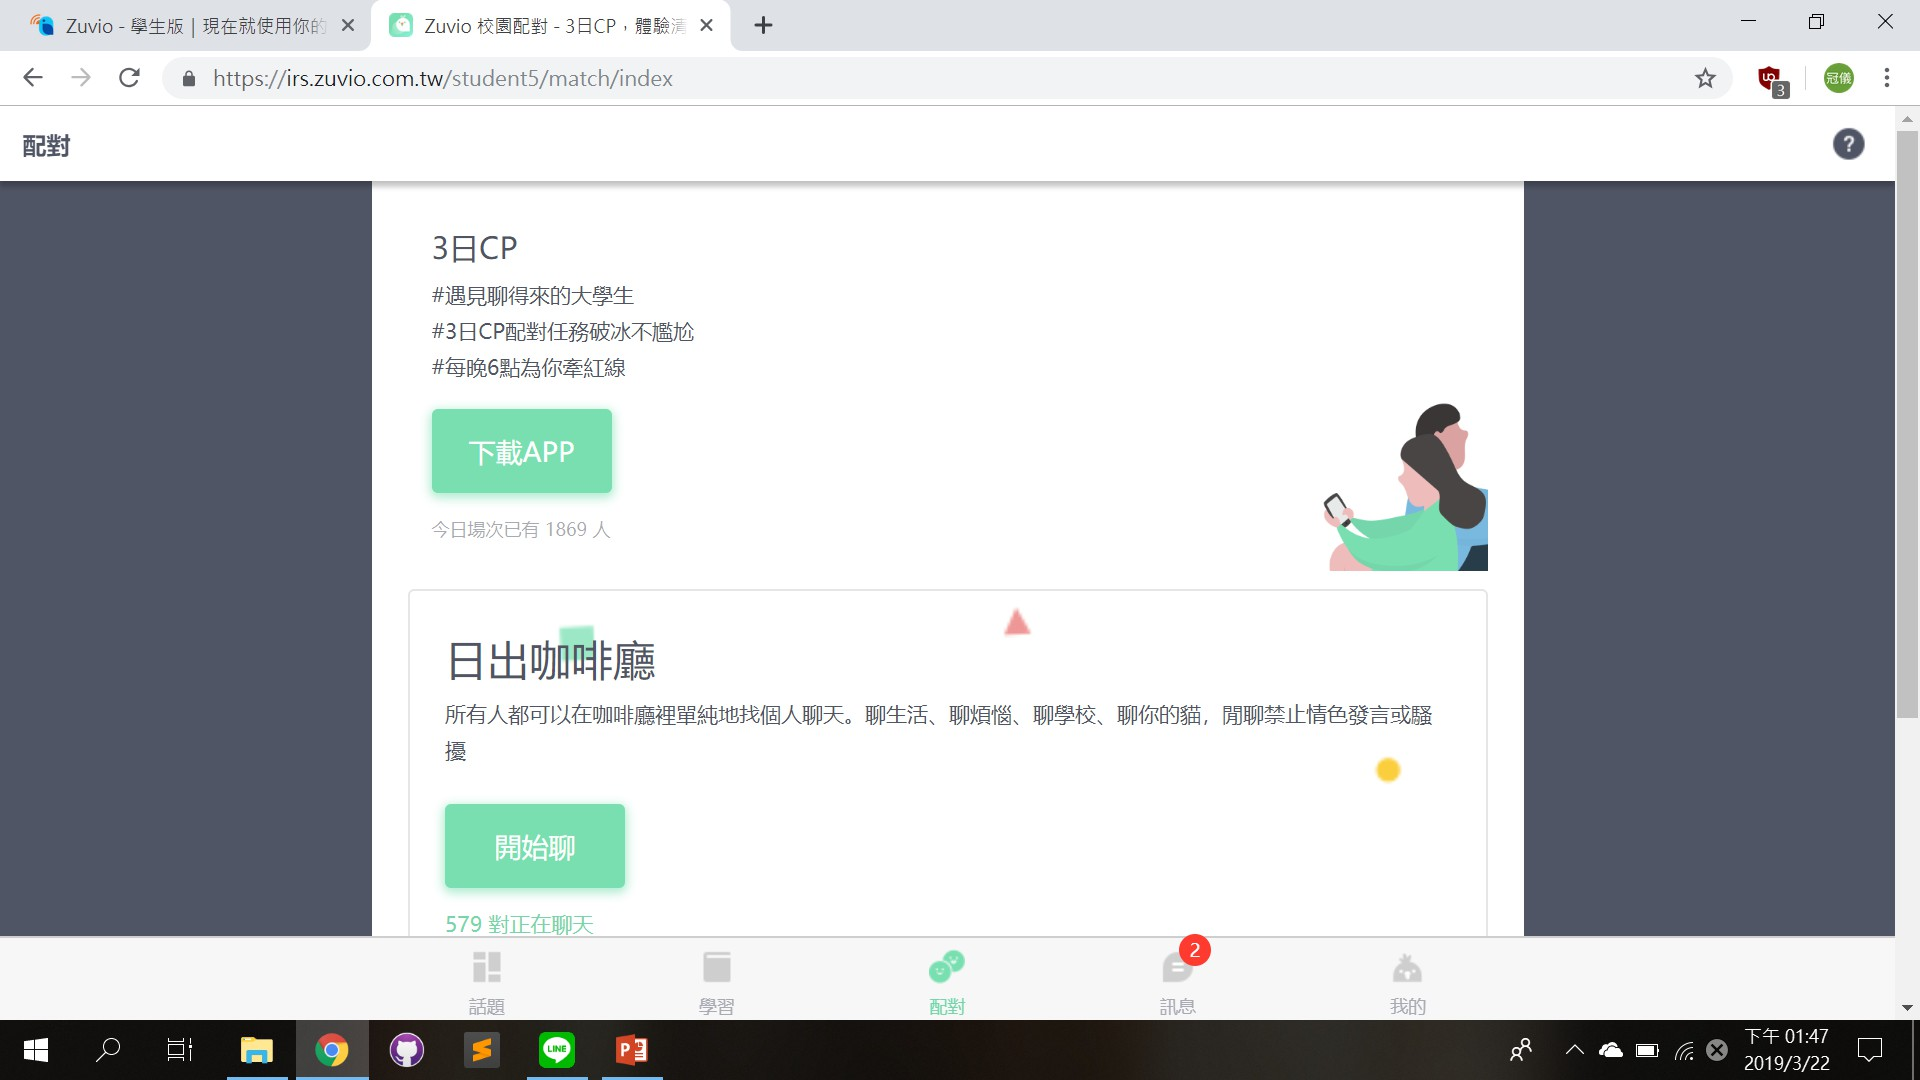 Zuvio - 學生版 | 現在就使用你的
Zuvio 校園配對 - 3日CP，體驗清
https://irs.zuvio.com.tw/student5/match/index
3
冠儀
配對
?
3日CP
#遇見聊得來的大學生
#3日CP配對任務破冰不尷尬
#每晚6點為你牽紅線
下載APP
今日場次已有 1869 人
日出咖啡廳
所有人都可以在咖啡廳裡單純地找個人聊天。聊生活、聊煩惱、聊學校、聊你的貓，閒聊禁止情色發言或騷
擾
開始聊
579 對正在聊天
2
話題
學習
配對
訊息
我的
LINE
下午 01:47
2019/3/22